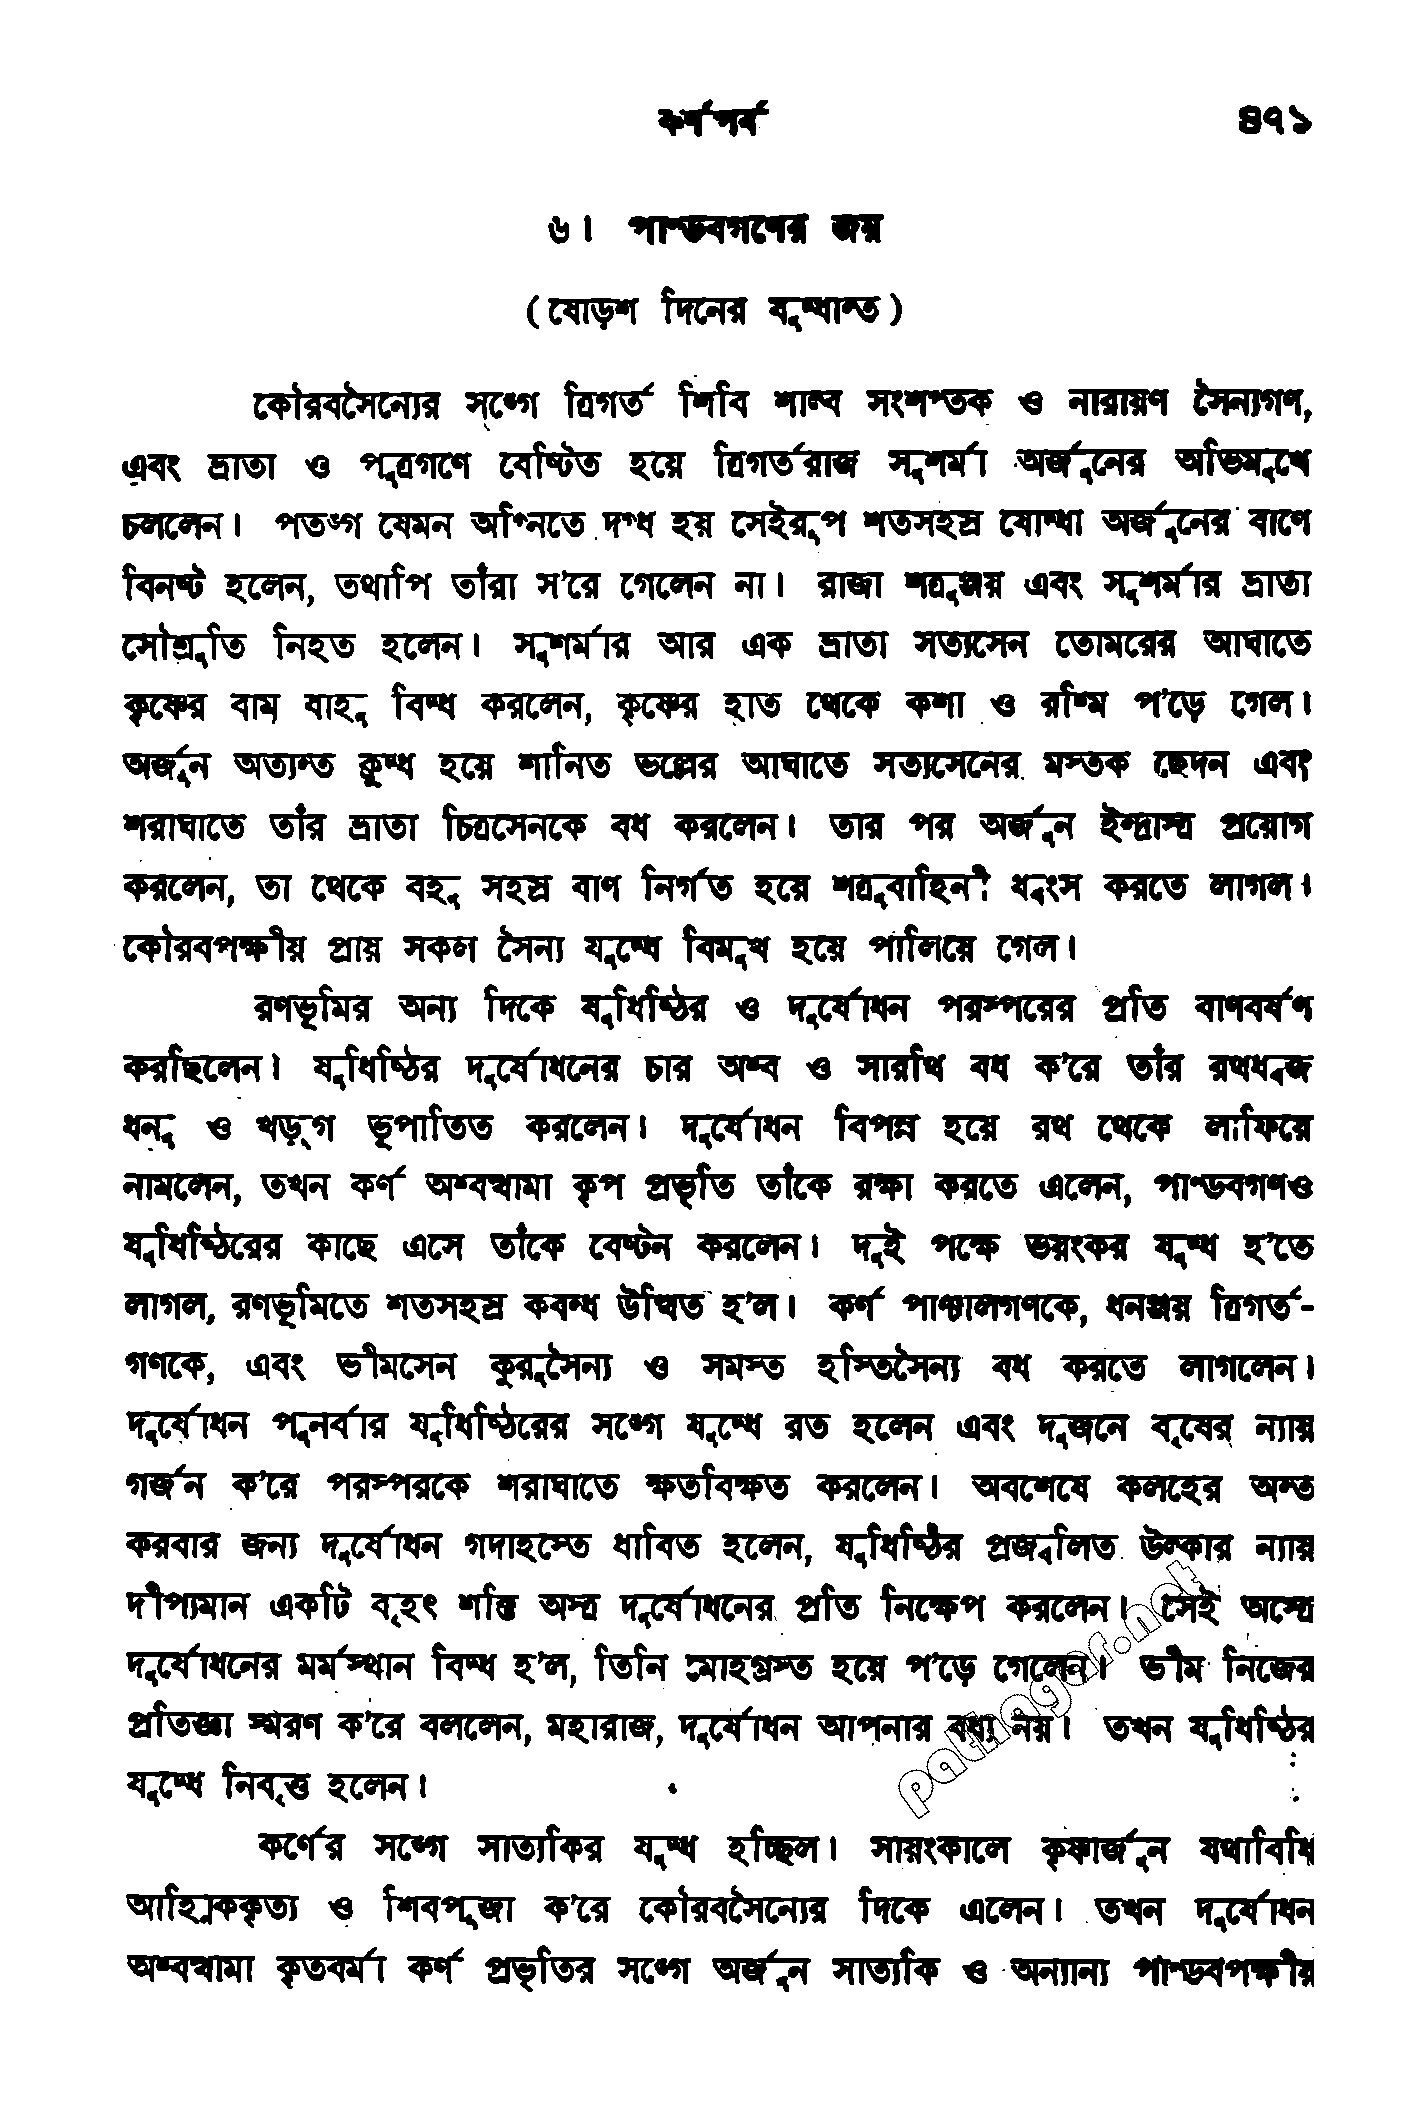 কর্ণপর্ব ৪৭১
৬। পাণ্ডবগণের জয়
(ষোড়শ দিনের যুদ্ধান্ত)
কৌরবসৈন্যের সঙ্গে ত্রিগর্ত শিবি শাল্ব সংশপ্তক ও নারায়ণ সৈন্যগণ,
এবং ভ্রাতা ও পুত্রগণে বেষ্টিত হয়ে ত্রিগর্তরাজ সুশর্মা অর্জুনের অভিমুখে
চললেন। পতঙ্গ যেমন অগ্নিতে দগ্ধ হয় সেইরূপ শতসহস্র যোদ্ধা অর্জুনের বাণে
বিনষ্ট হলেন, তথাপি তাঁরা স'রে গেলেন না। রাজা শত্রুঞ্জয় এবং সুশর্মার ভ্রাতা
সৌশ্রুতি নিহত হলেন। সুশর্মার আর এক ভ্রাতা সত্যসেন তোমরের আঘাতে
কৃষ্ণের বাম বাহু বিদ্ধ করলেন, কৃষ্ণের হাত থেকে কশা ও রশ্মি প'ড়ে গেল।
অর্জুন অত্যন্ত ক্রুদ্ধ হয়ে শানিত ভল্লের আঘাতে সত্যসেনের মস্তক ছেদন এবং
শরাঘাতে তাঁর ভ্রাতা চিত্রসেনকে বধ করলেন। তার পর অর্জুন ইন্দ্রাস্ত্র প্রয়োগ
করলেন, তা থেকে বহু সহস্র বাণ নির্গত হয়ে শত্রুবাহিনী ধ্বংস করতে লাগল।
কৌরবপক্ষীয় প্রায় সকল সৈন্য যুদ্ধে বিমুখ হয়ে পালিয়ে গেল।
রণভূমির অন্য দিকে যুধিষ্ঠির ও দুর্যোধন পরস্পরের প্রতি বাণবর্ষণ
করছিলেন। যুধিষ্ঠির দুর্যোধনের চার অশ্ব ও সারথি বধ ক'রে তাঁর রথধ্বজ
ধনু ও খড়্‌গ ভূপাতিত করলেন। দুর্যোধন বিপন্ন হয়ে রথ থেকে লাফিয়ে
নামলেন, তখন কর্ণ অশ্বত্থামা কৃপ প্রভৃতি তাঁকে রক্ষা করতে এলেন, পাণ্ডবগণও
যুধিষ্ঠিরের কাছে এসে তাঁকে বেষ্টন করলেন। দুই পক্ষে ভয়ংকর যুদ্ধ হ'তে
লাগল, রণভূমিতে শতসহস্র কবন্ধ উত্থিত হ'ল। কর্ণ পাঞ্চালগণকে, ধনঞ্জয় ত্রিগর্ত-
গণকে, এবং ভীমসেন কুরুসৈন্য ও সমস্ত হস্তিসৈন্য বধ করতে লাগলেন।
দুর্যোধন পুনর্বার যুধিষ্ঠিরের সঙ্গে যুদ্ধে রত হলেন এবং দুজনে বৃষের ন্যায়
গর্জন ক'রে পরস্পরকে শরাঘাতে ক্ষতবিক্ষত করলেন। অবশেষে কলহের অন্ত
করবার জন্য দুর্যোধন গদাহস্তে ধাবিত হলেন, যুধিষ্ঠির প্রজ্বলিত উল্কার ন্যায়
দীপ্যমান একটি বৃহৎ শক্তি অস্ত্র দুর্যোধনের প্রতি নিক্ষেপ করলেন। সেই অস্ত্রে
দুর্যোধনের মর্মস্থান বিদ্ধ হ'ল, তিনি মোহগ্রস্ত হয়ে প'ড়ে গেলেন। ভীম নিজের
প্রতিজ্ঞা স্মরণ ক'রে বললেন, মহারাজ, দুর্যোধন আপনার বধ্য নয়। তখন যুধিষ্ঠির
যুদ্ধে নিবৃত্ত হলেন।
কর্ণের সঙ্গে সাত্যকির যুদ্ধ হচ্ছিল। সায়ংকালে কৃষ্ণার্জুন যথাবিধি
আহ্নিককৃত্য ও শিবপূজা ক'রে কৌরবসৈন্যের দিকে এলেন। তখন দুর্যোধন
অশ্বত্থামা কৃতবর্মা কর্ণ প্রভৃতির সঙ্গে অর্জুন সাত্যকি ও অন্যান্য পাণ্ডবপক্ষীয়
pathagar.net